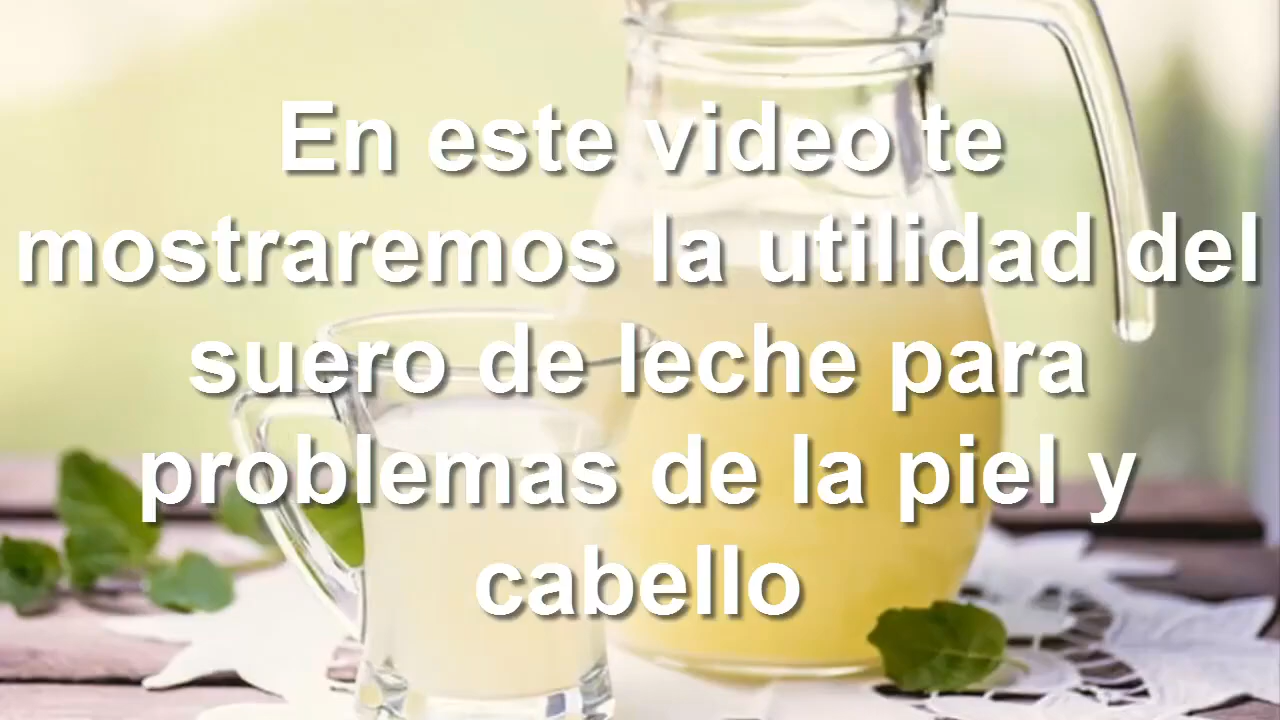 En este video te
mostraremos la utilidad del
suero de leche para
problemas de la piel y
cabello